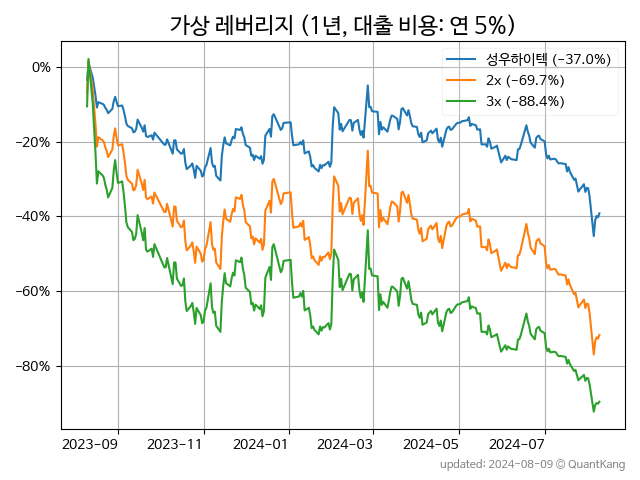 가상 레버리지 (1년, 대출 비용: 연 5%)
성우하이텍 (−37.0%)
2x (−69.7%)
3x (−88.4%)
0%
−20%
−40%
−60%
−80%
2023-09
2023-11
2024-01
2024-03
2024-05
2024-07
updated: 2024-08-09 © QuantKang